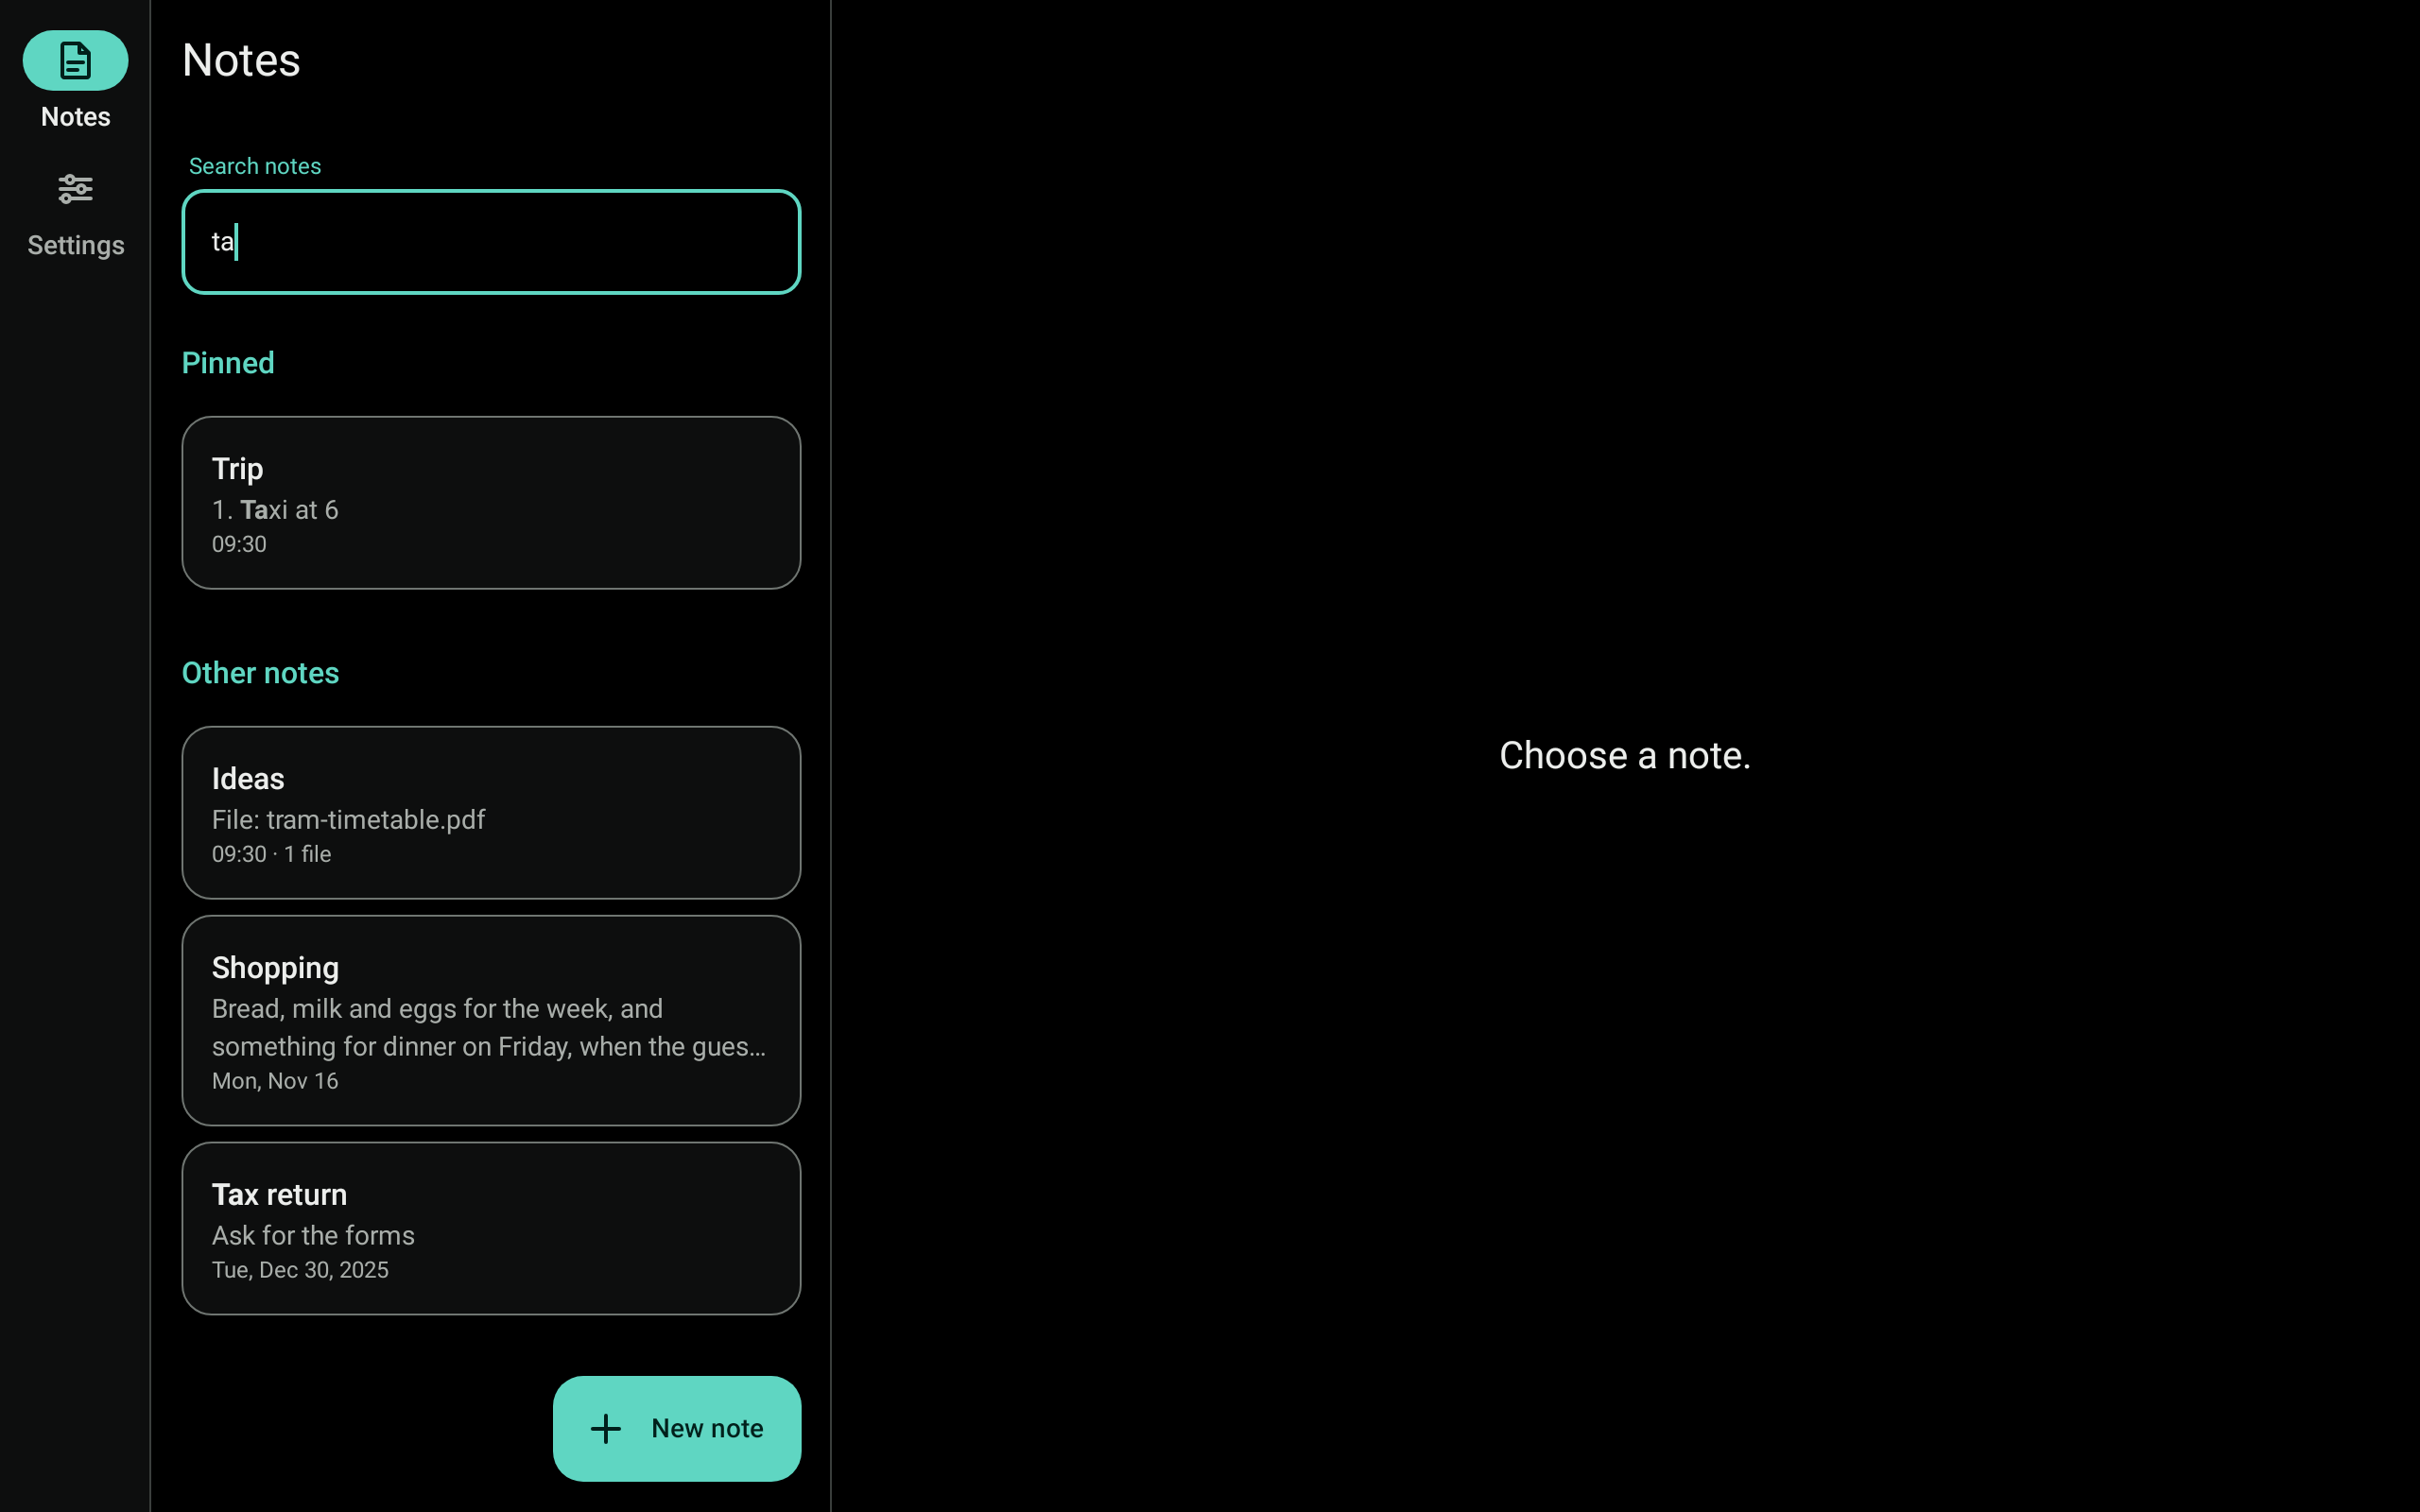 Notes
Settings
Notes
Search notes
ta
Pinned
Trip
1. Taxi at 6
09:30
Other notes
Ideas
File: tram-timetable.pdf
09:30 · 1 file
Shopping
Bread, milk and eggs for the week, and
something for dinner on Friday, when the gues…
Mon, Nov 16
Tax return
Ask for the forms
Tue, Dec 30, 2025
New note
Choose a note.